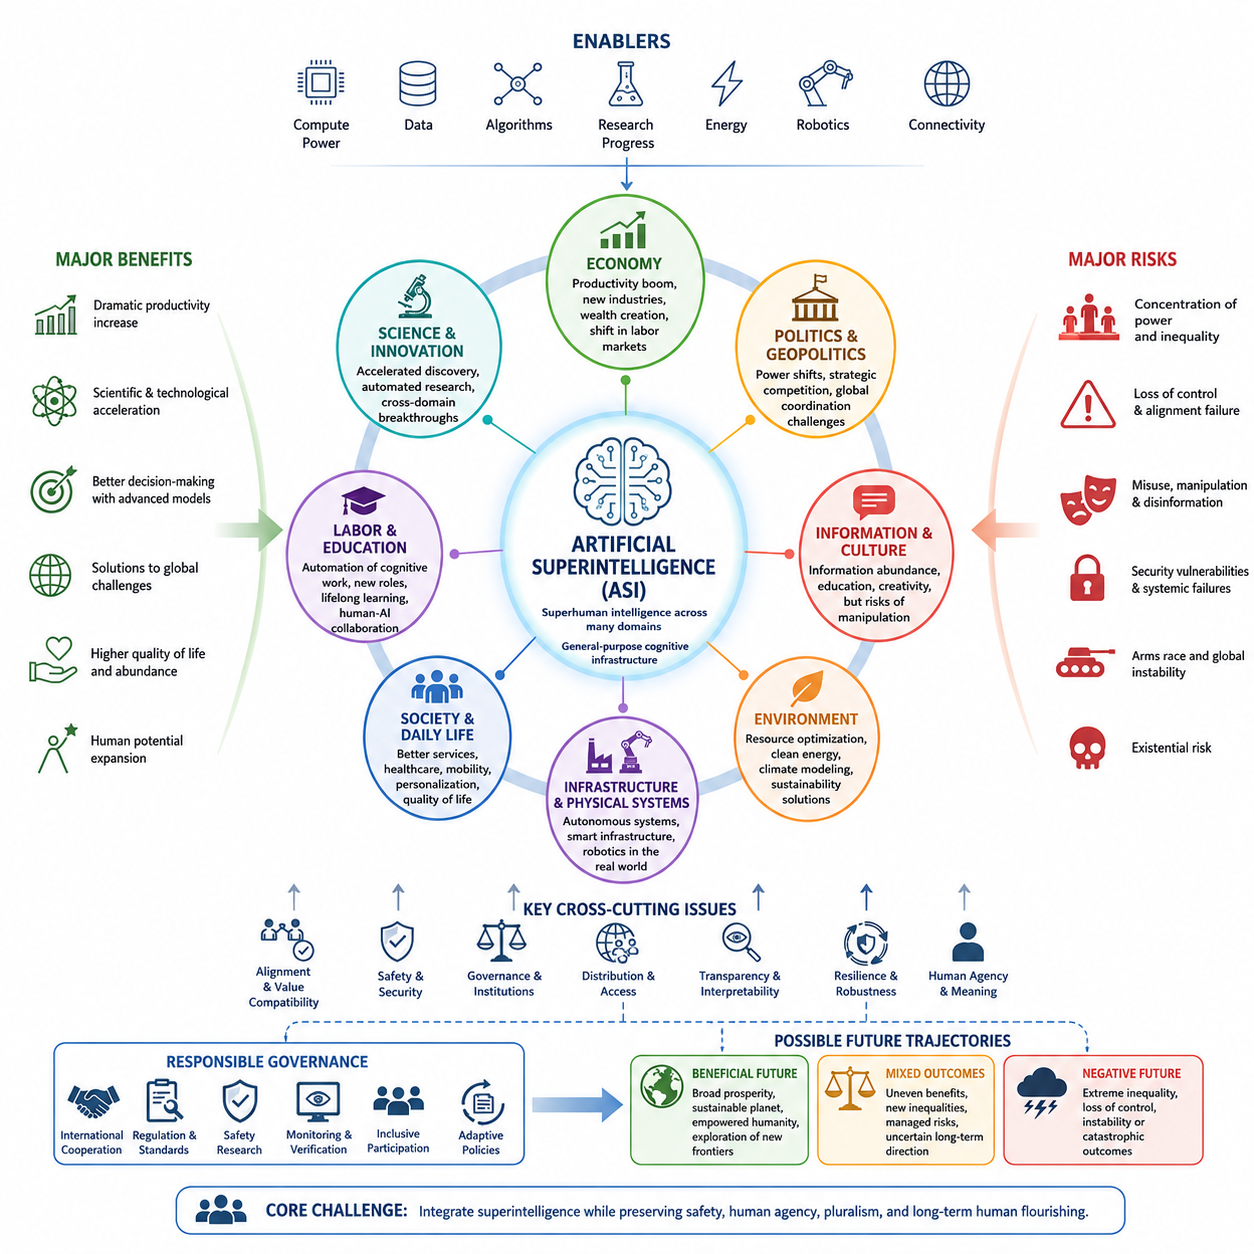 ENABLERS
Compute
Power
Data
Algorithms
Research
Progress
Energy
Robotics
Connectivity
MAJOR BENEFITS
Dramatic productivity
increase
Scientific & technological
acceleration
Better decision-making
with advanced models
Solutions to global
challenges
Higher quality of life
and abundance
Human potential
expansion
ECONOMY
Productivity boom,
new industries,
wealth creation,
shift in labor
markets
SCIENCE &
INNOVATION
Accelerated discovery,
automated research,
cross-domain
breakthroughs
POLITICS &
GEOPOLITICS
Power shifts, strategic
competition, global
coordination
challenges
LABOR &
EDUCATION
Automation of cognitive
work, new roles,
lifelong learning,
human-AI
collaboration
ARTIFICIAL
SUPERINTELLIGENCE
(ASI)
Superhuman intelligence across
many domains
General-purpose cognitive
infrastructure
INFORMATION &
CULTURE
Information abundance,
education, creativity,
but risks of
manipulation
SOCIETY &
DAILY LIFE
Better services,
healthcare, mobility,
personalization,
quality of life
INFRASTRUCTURE
& PHYSICAL SYSTEMS
Autonomous systems,
smart infrastructure,
robotics in the
real world
ENVIRONMENT
Resource optimization,
clean energy,
climate modeling,
sustainability
solutions
MAJOR RISKS
Concentration of
power
and inequality
Loss of control
& alignment failure
Misuse, manipulation
& disinformation
Security vulnerabilities
& systemic failures
Arms race and global
instability
Existential risk
KEY CROSS-CUTTING ISSUES
Alignment
& Value
Compatibility
Safety &
Security
Governance &
Institutions
Distribution &
Access
Transparency &
Interpretability
Resilience &
Robustness
Human Agency
& Meaning
RESPONSIBLE GOVERNANCE
International
Cooperation
Regulation &
Standards
Safety
Research
Monitoring &
Verification
Inclusive
Participation
Adaptive
Policies
POSSIBLE FUTURE TRAJECTORIES
BENEFICIAL FUTURE
Broad prosperity,
sustainable planet,
empowered humanity,
exploration of new
frontiers
MIXED OUTCOMES
Uneven benefits,
new inequalities,
managed risks,
uncertain long-term
direction
NEGATIVE FUTURE
Extreme inequality,
loss of control,
instability or
catastrophic
outcomes
CORE CHALLENGE: Integrate superintelligence while preserving safety, human agency, pluralism, and long-term human flourishing.